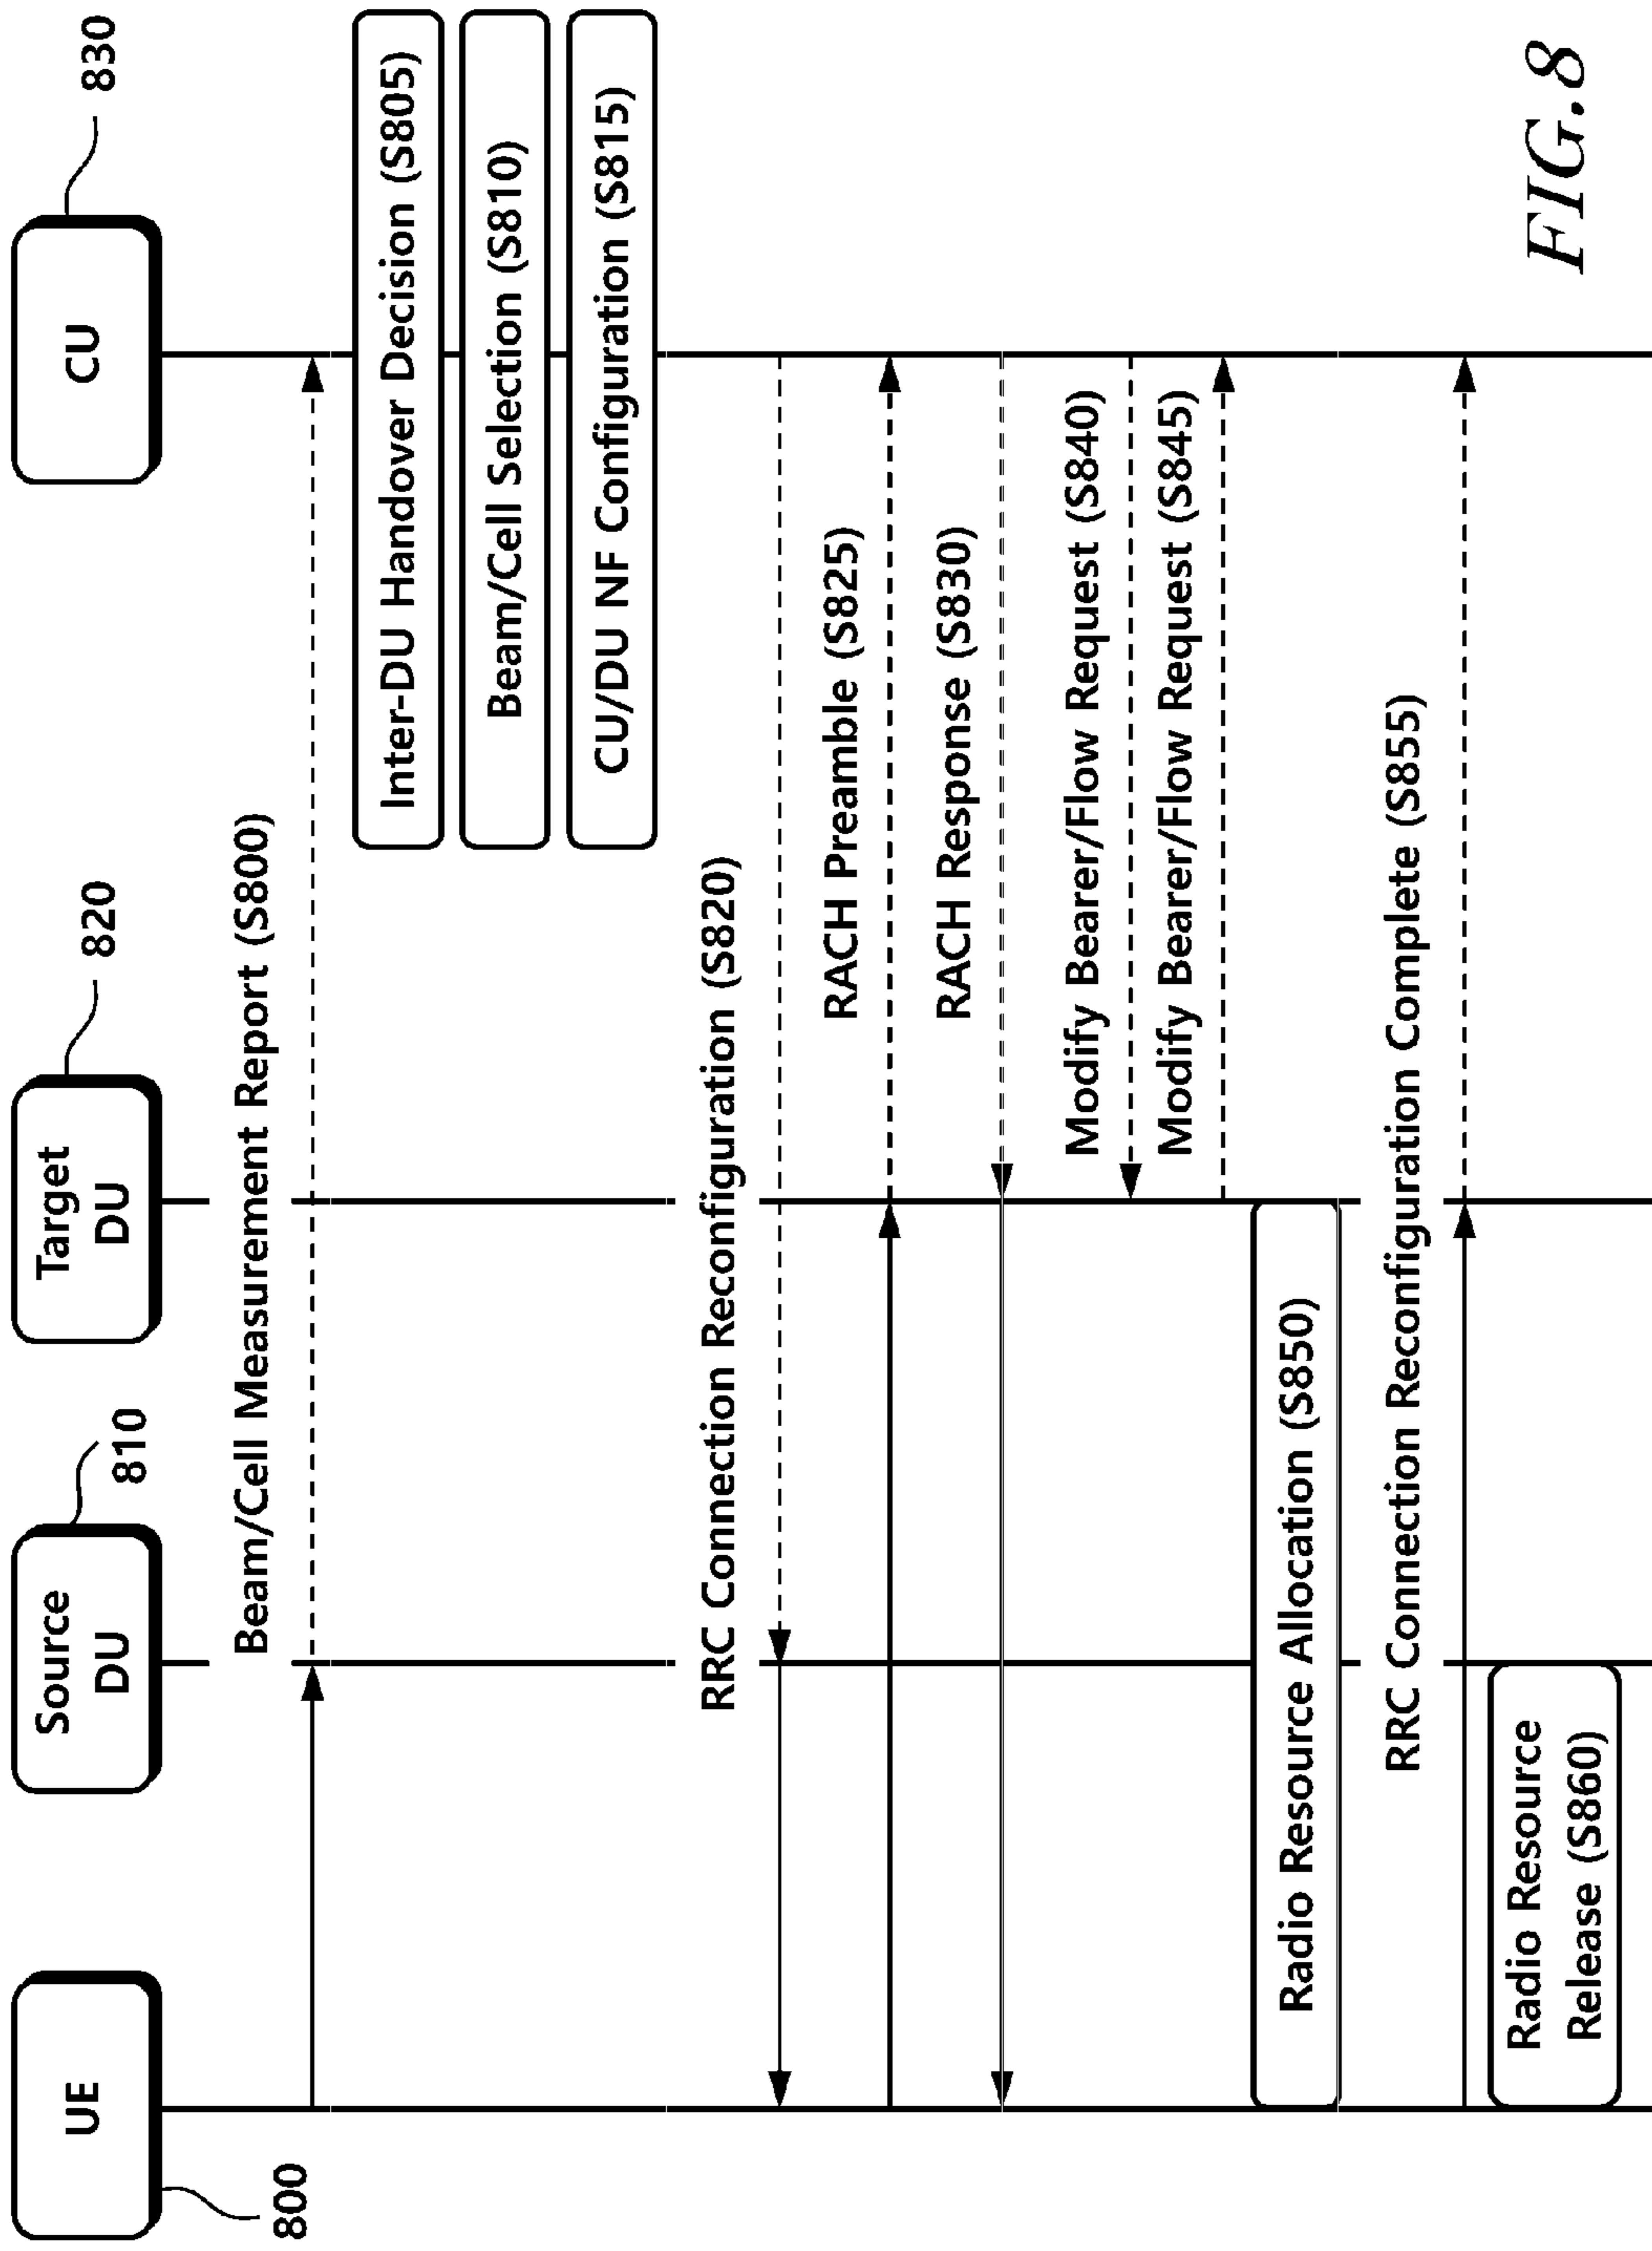 UE
800
Source
DU
810
Target
DU
820
CU
830
Beam/Cell Measurement Report (S800)
Inter-DU Handover Decision (S805)
Beam/Cell Selection (S810)
CU/DU NF Configuration (S815)
RRC Connection Reconfiguration (S820)
RACH Preamble (S825)
RACH Response (S830)
Modify Bearer/Flow Request (S840)
Modify Bearer/Flow Request (S845)
Radio Resource Allocation (S850)
RRC Connection Reconfiguration Complete (S855)
Radio Resource
Release (S860)
FIG.8